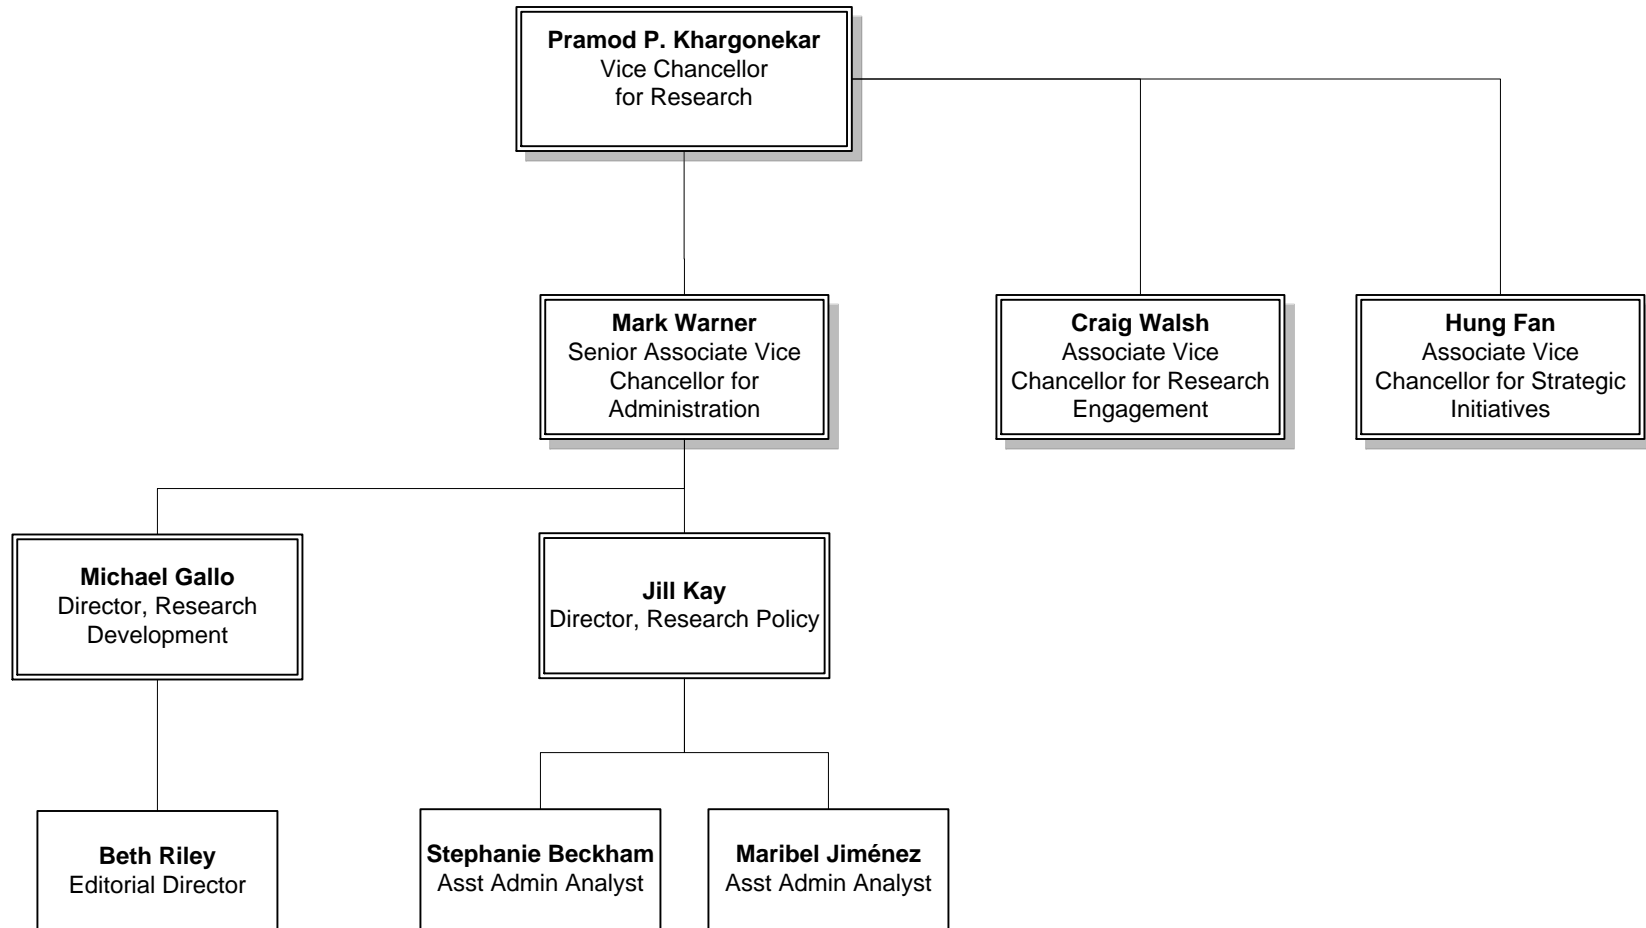 Pramod P. Khargonekar
Vice Chancellor
for Research
Mark Warner
Senior Associate Vice
Chancellor for
Administration
Craig Walsh
Associate Vice
Chancellor for Research
Engagement
Hung Fan
Associate Vice
Chancellor for Strategic
Initiatives
Michael Gallo
Director, Research
Development
Jill Kay
Director, Research Policy
Beth Riley
Editorial Director
Stephanie Beckham
Asst Admin Analyst
Maribel Jiménez
Asst Admin Analyst